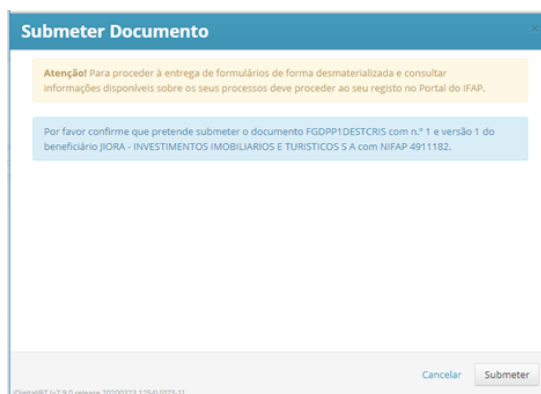 Submeter Documento
×
Atenção! Para proceder à entrega de formulários de forma desmaterializada e consultar
informações disponíveis sobre os seus processos deve proceder ao seu registo no Portal do IFAP.
Por favor confirme que pretende submeter o documento FGDPP1DESTCRIS com n.º 1 e versão 1 do
beneficiário JIORA - INVESTIMENTOS IMOBILIARIOS E TURISTICOS S A com NIFAP 4911182.
Cancelar Submeter